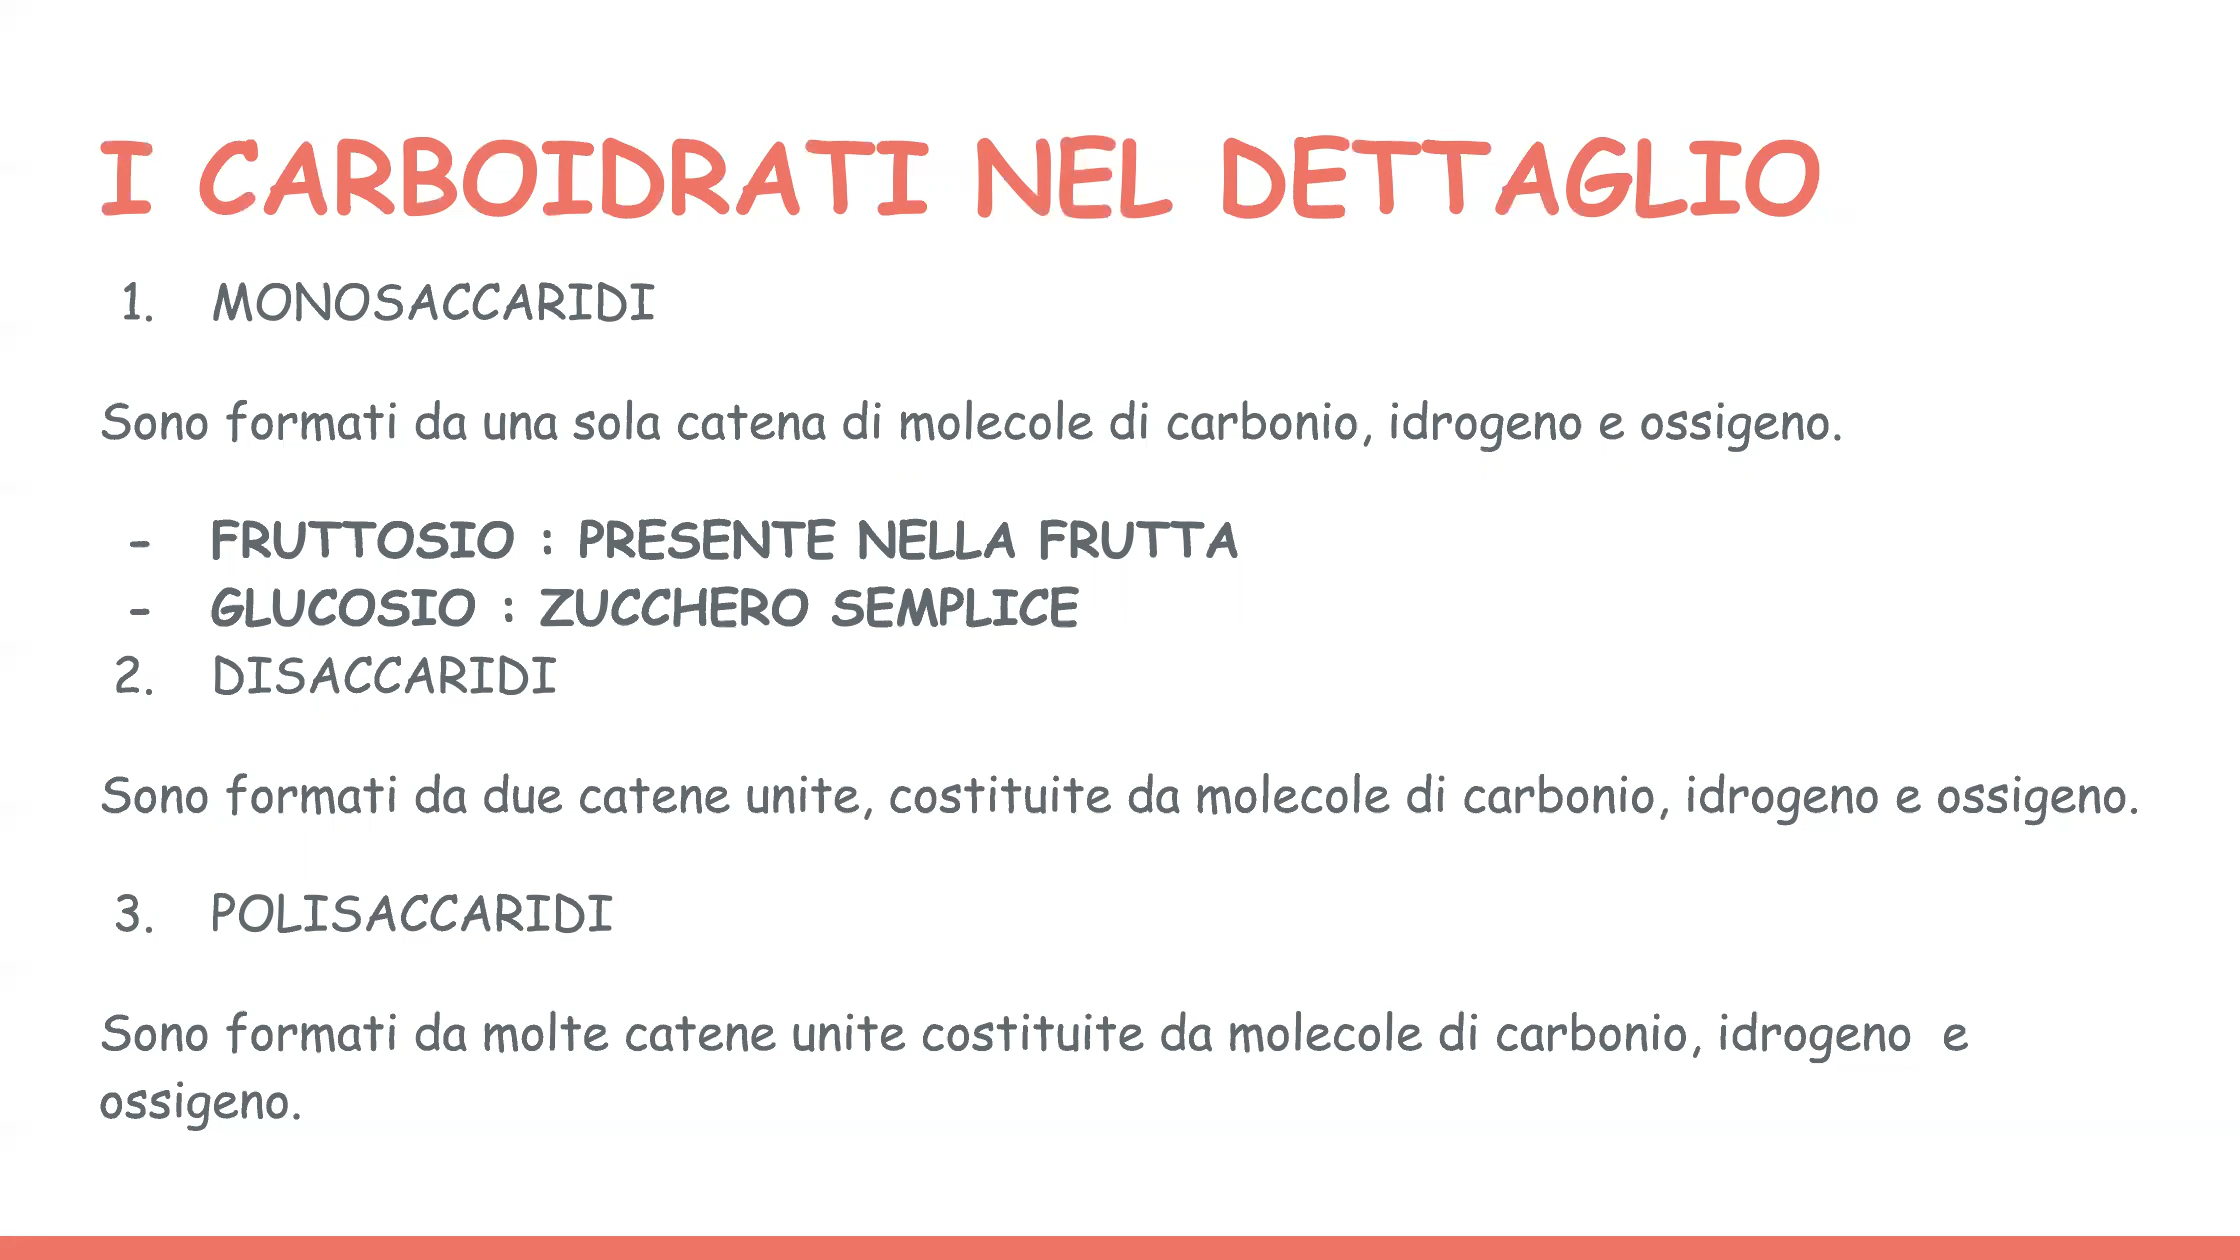 I CARBOIDRATI NEL DETTAGLIO
1. MONOSACCARIDI
Sono formati da una sola catena di molecole di carbonio, idrogeno e ossigeno.
- FRUTTOSIO : PRESENTE NELLA FRUTTA
- GLUCOSIO : ZUCCHERO SEMPLICE
2. DISACCARIDI
Sono formati da due catene unite, costituite da molecole di carbonio, idrogeno e ossigeno.
3. POLISACCARIDI
Sono formati da molte catene unite costituite da molecole di carbonio, idrogeno  e
ossigeno.